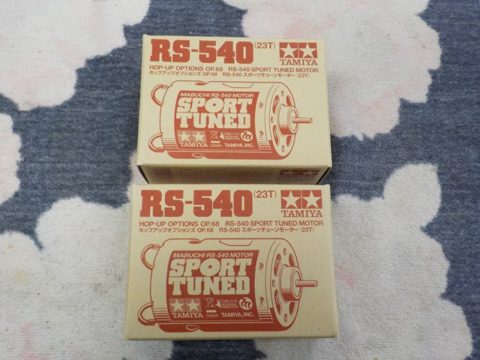 RS-540 (23T)
TAMIYA
HOP-UP OPTIONS OP.68 RS-540 SPORT TUNED MOTOR
ホップアップオプションズ OP.68 RS-540 スポーツチューンモーター (23T)
MABUCHI RS-540 MOTOR
SPORT
TUNED
TAMIYA
TAMIYA, INC.
RS-540 (23T)
TAMIYA
HOP-UP OPTIONS OP.68 RS-540 SPORT TUNED MOTOR
ホップアップオプションズ OP.68 RS-540 スポーツチューンモーター (23T)
MABUCHI RS-540 MOTOR
SPORT
TUNED
TAMIYA
TAMIYA, INC.